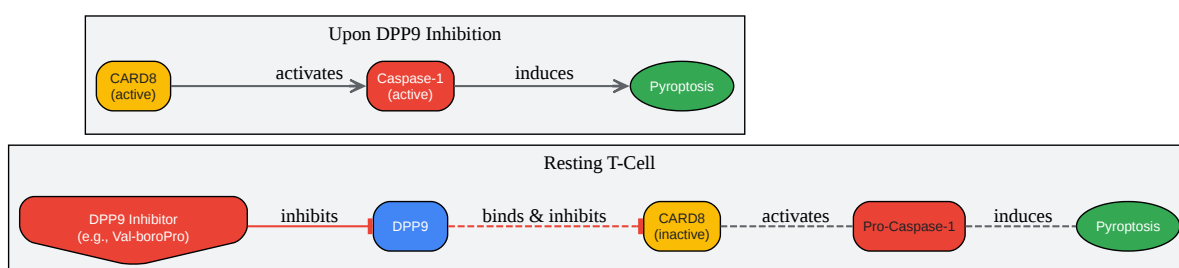 Upon DPP9 Inhibition
CARD8
(active)
activates
Caspase-1
(active)
induces
Pyroptosis
Resting T-Cell
DPP9 Inhibitor
(e.g., Val-boroPro)
inhibits
DPP9
binds & inhibits
CARD8
(inactive)
activates
Pro-Caspase-1
induces
Pyroptosis